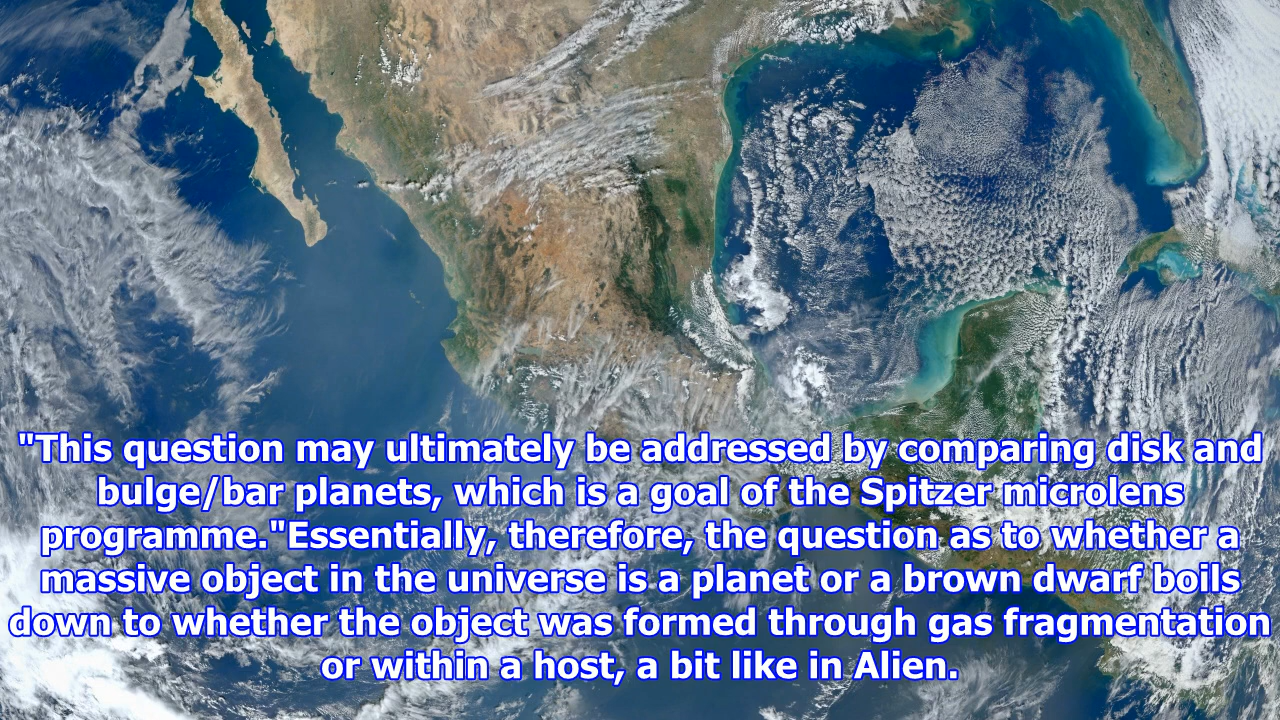 "This question may ultimately be addressed by comparing disk and
bulge/bar planets, which is a goal of the Spitzer microlens
programme."Essentially, therefore, the question as to whether a
massive object in the universe is a planet or a brown dwarf boils
down to whether the object was formed through gas fragmentation
or within a host, a bit like in Alien.